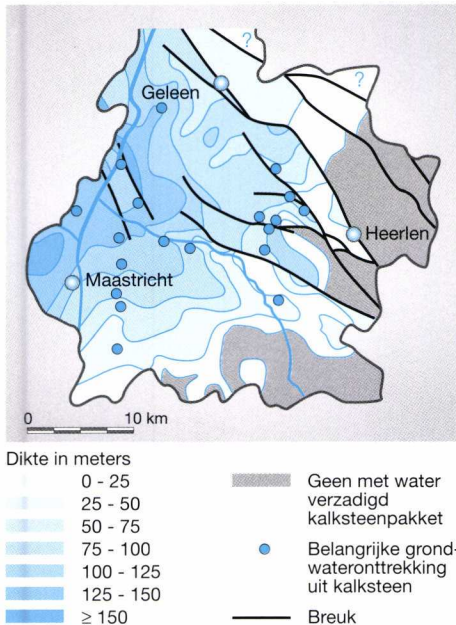 ?
?
Geleen
Heerlen
Maastricht
0 10 km
Dikte in meters
0 - 25
25 - 50
50 - 75
75 - 100
100 - 125
125 - 150
≥ 150
Geen met water
verzadigd
kalksteenpakket
Belangrijke grond-
wateronttrekking
uit kalksteen
Breuk